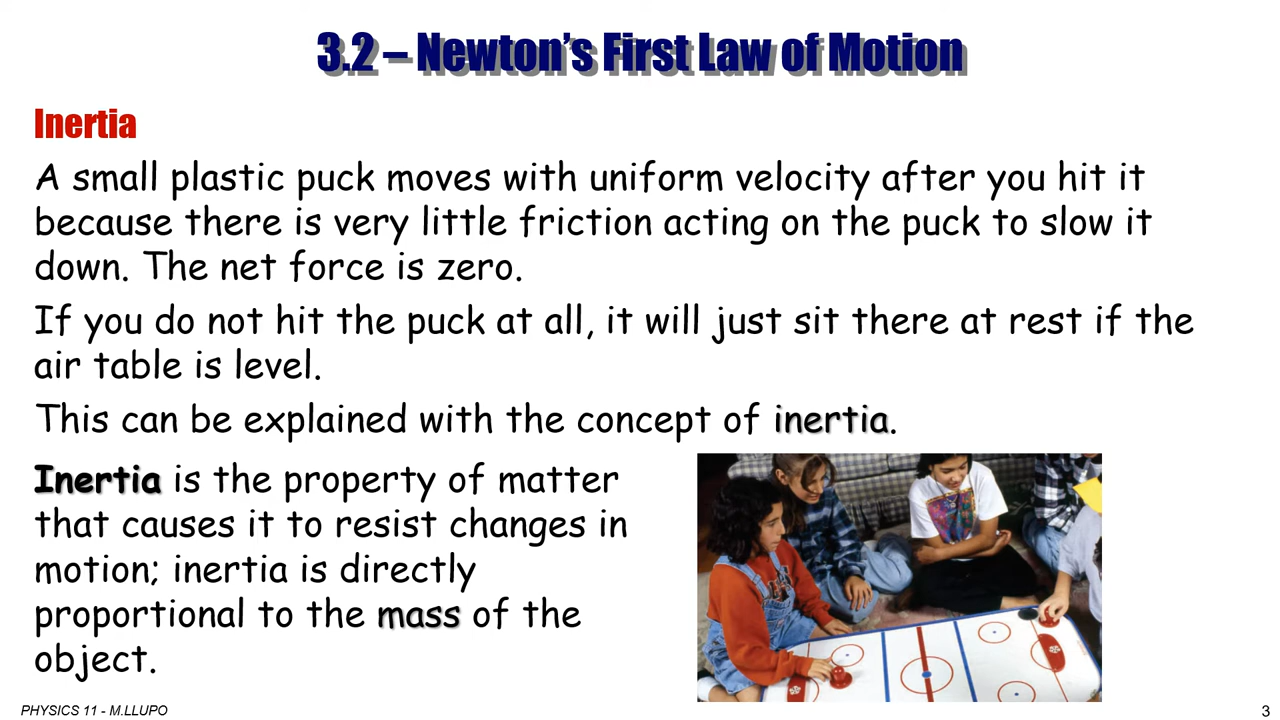 3.2 – Newton’s First Law of Motion
Inertia
A small plastic puck moves with uniform velocity after you hit it
because there is very little friction acting on the puck to slow it
down. The net force is zero.
If you do not hit the puck at all, it will just sit there at rest if the
air table is level.
This can be explained with the concept of inertia.
Inertia is the property of matter
that causes it to resist changes in
motion; inertia is directly
proportional to the mass of the
object.
PHYSICS 11 - M.LLUPO
3